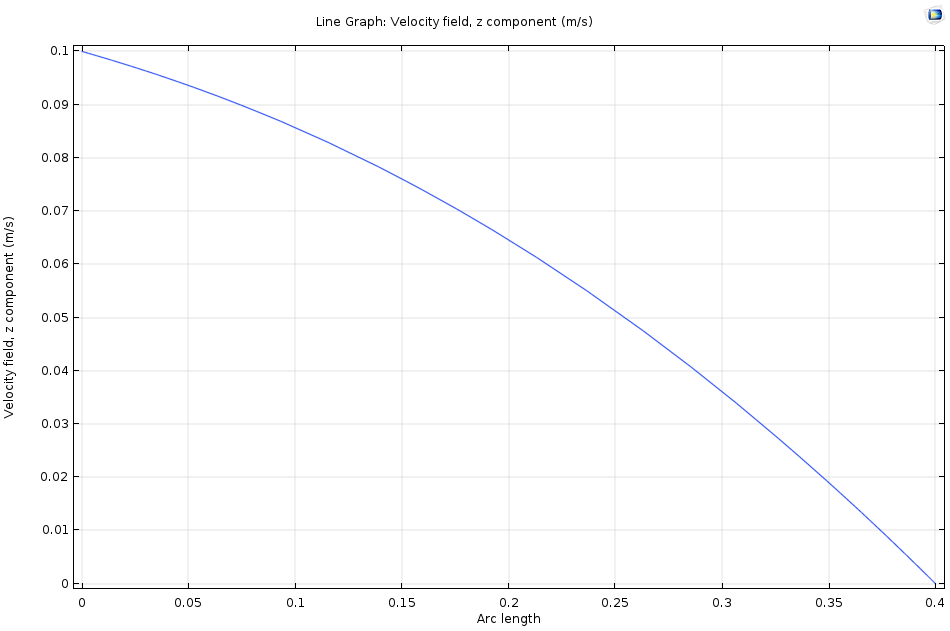 Line Graph: Velocity field, z component (m/s)
0.1
0.09
0.08
0.07
0.06
0.05
0.04
0.03
0.02
0.01
0
Velocity field, z component (m/s)
0 0.05 0.1 0.15 0.2 0.25 0.3 0.35 0.4
Arc length